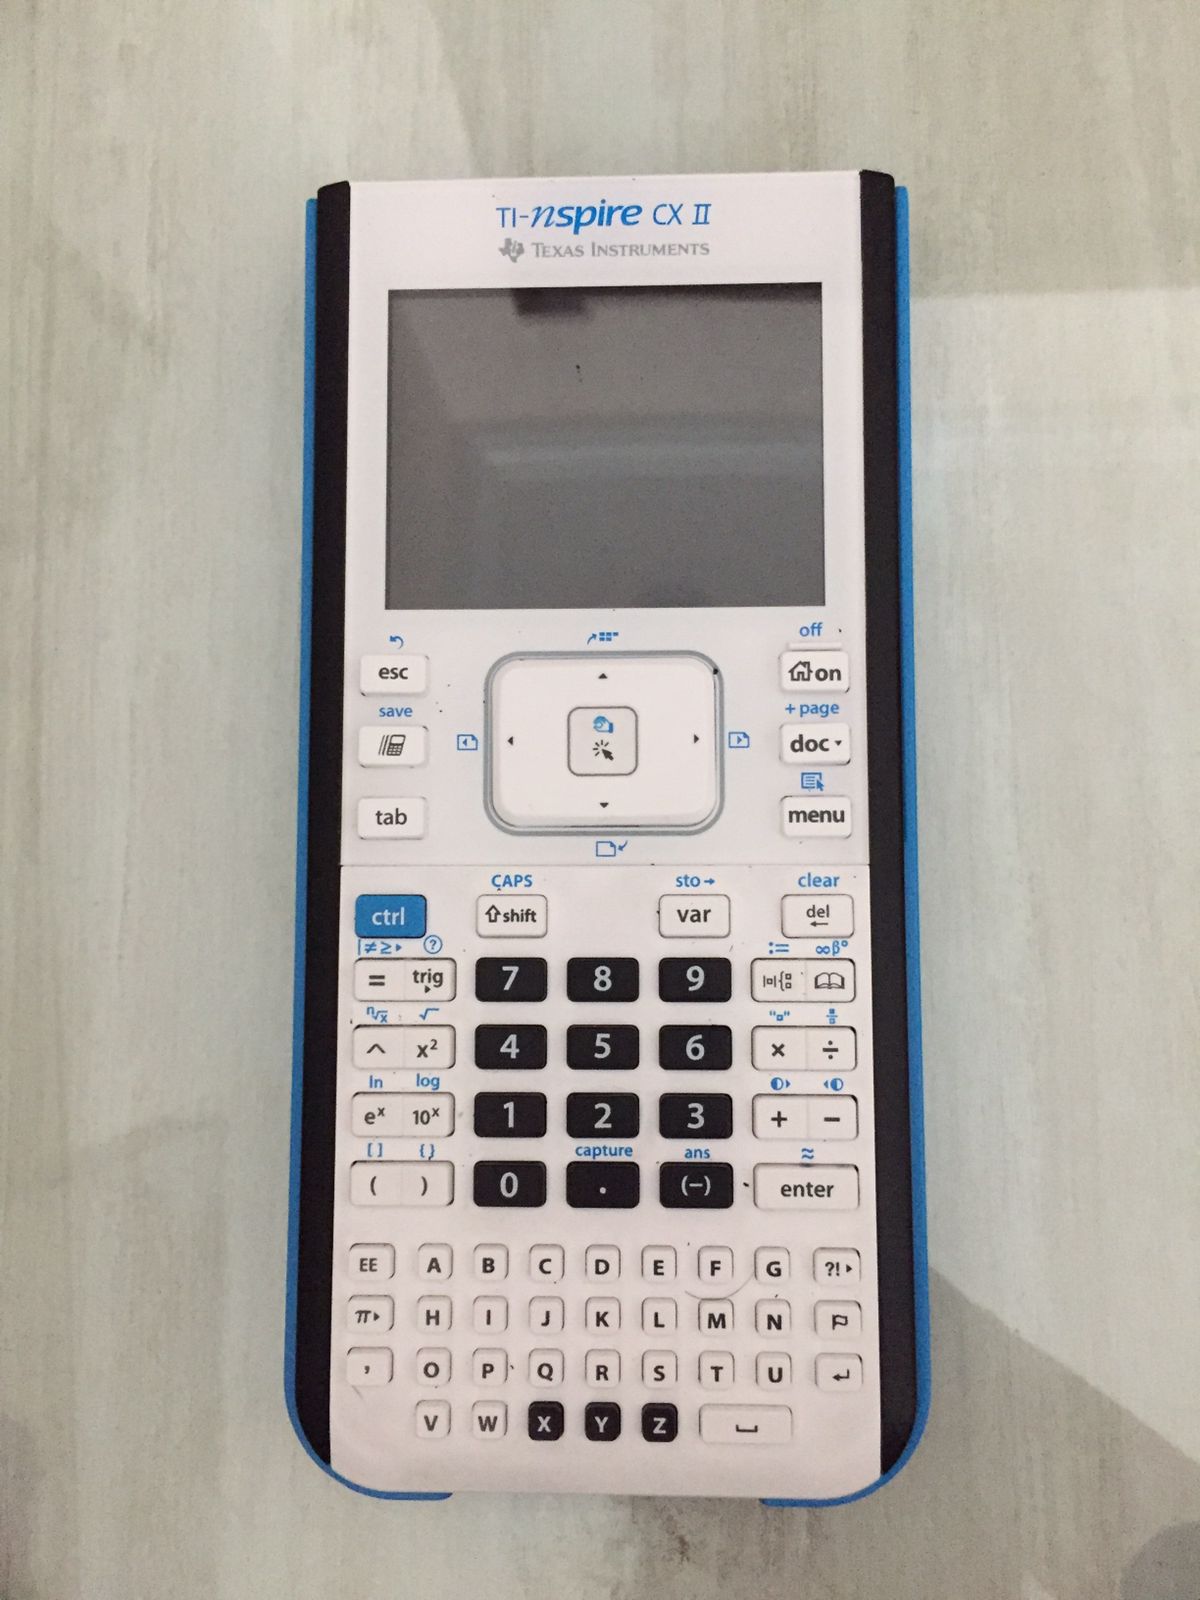 TI-nspire CX II
TEXAS INSTRUMENTS
off
esc
on
save
+ page
doc
tab
menu
CAPS
sto→
clear
ctrl
shift
var
del
|≠≥▸ ?
:= ∞β°
= trig
7 8 9
ⁿ√x √
"▫"
^ x²
4 5 6
× ÷
ln log
eˣ 10ˣ
1 2 3
+ −
[ ] { }
capture
ans
≈
( )
0 . (−)
enter
EE A B C D E F G ?!▸
π▸ H I J K L M N
, O P Q R S T U ↵
V W X Y Z